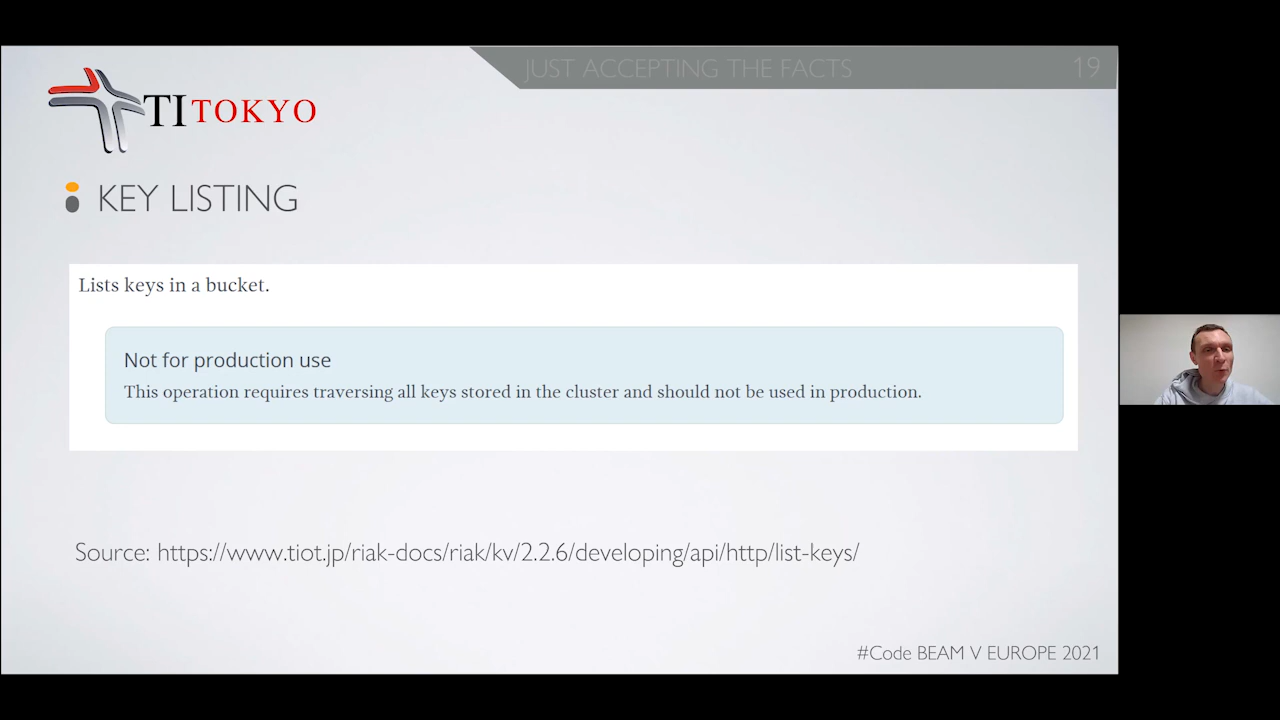 JUST ACCEPTING THE FACTS
19
TI TOKYO
KEY LISTING
Lists keys in a bucket.
Not for production use
This operation requires traversing all keys stored in the cluster and should not be used in production.
Source: https://www.tiot.jp/riak-docs/riak/kv/2.2.6/developing/api/http/list-keys/
#Code BEAM V EUROPE 2021